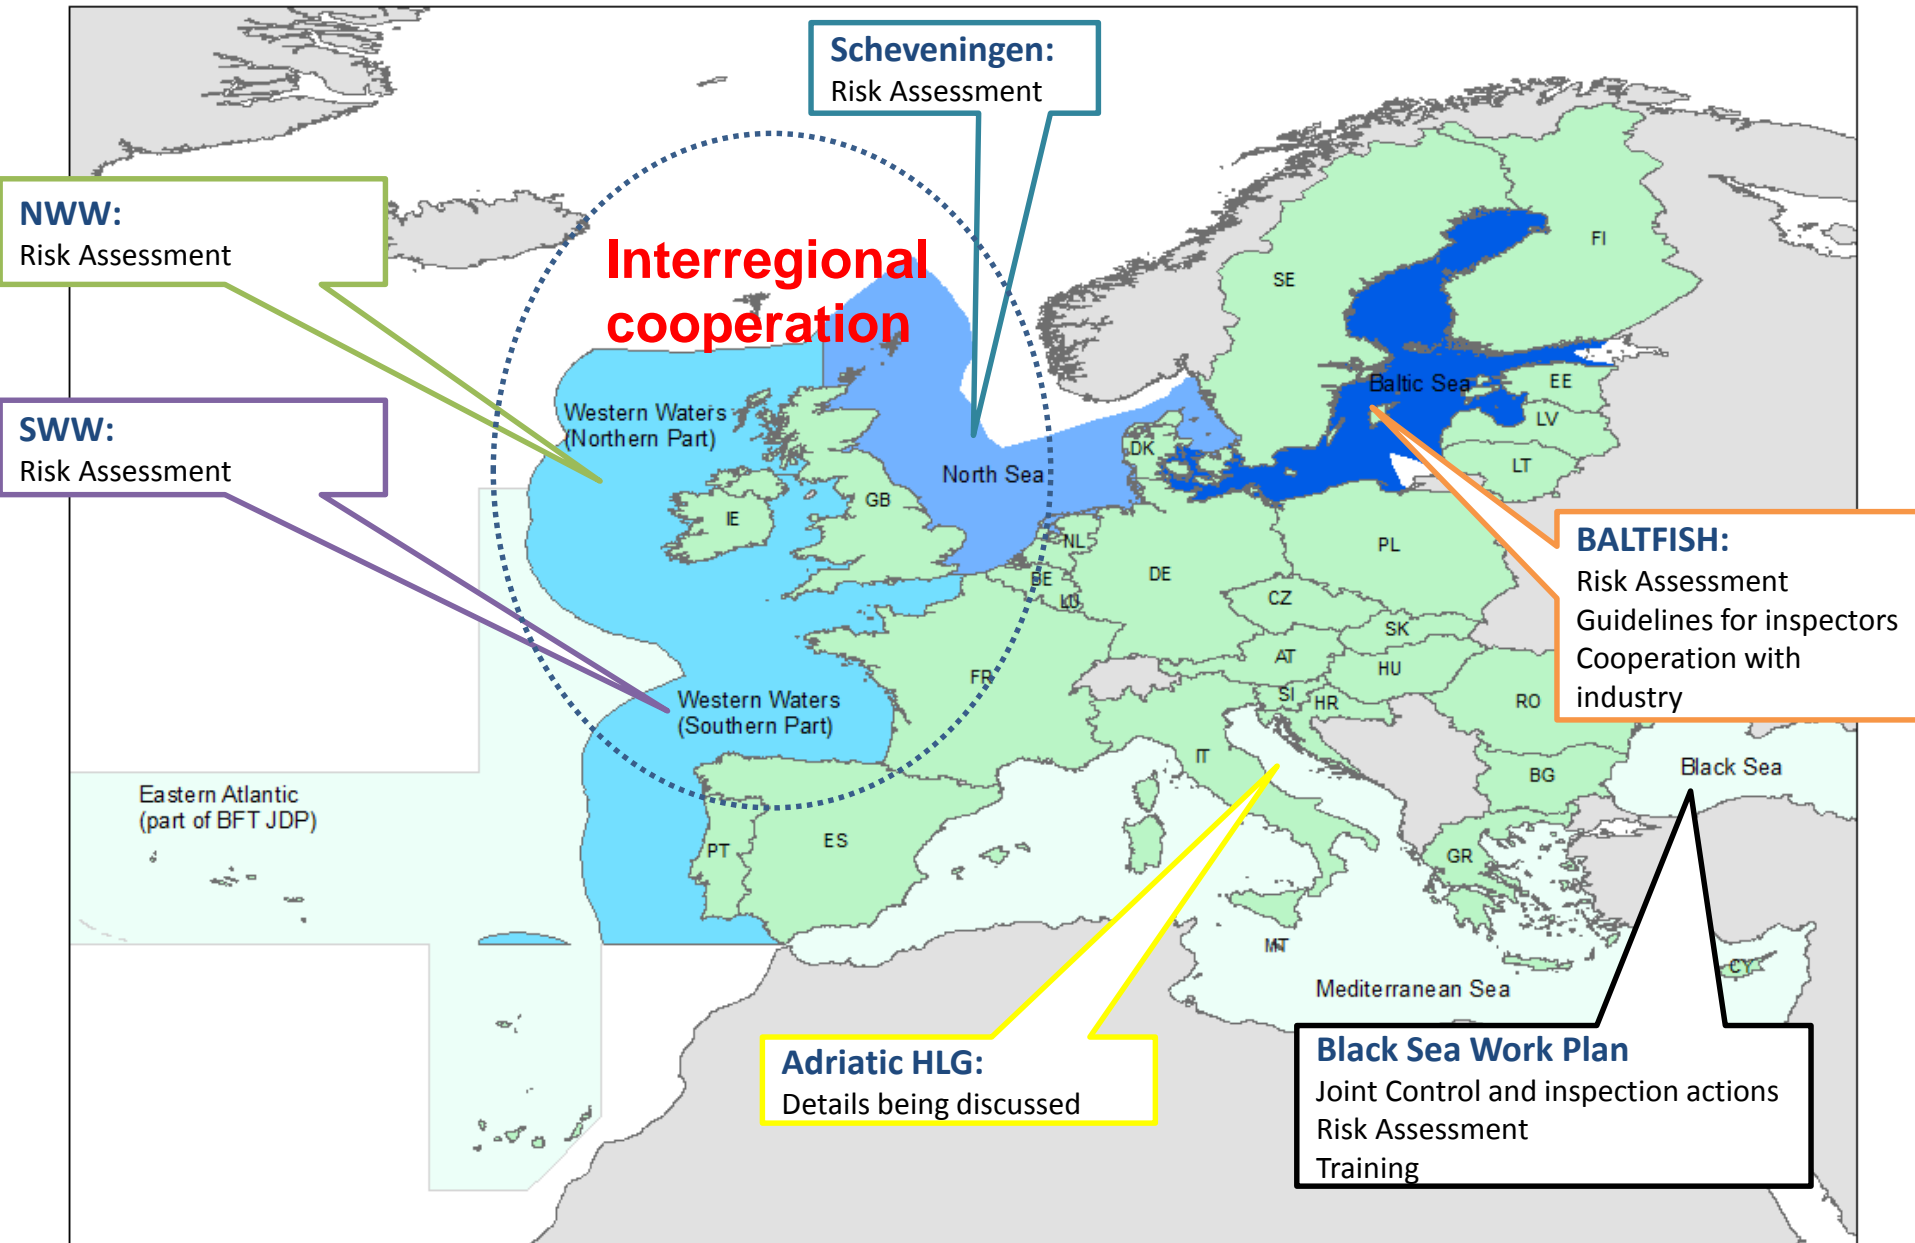 Scheveningen:
Risk Assessment
NWW:
Risk Assessment
Interregional
cooperation
SWW:
Risk Assessment
Western Waters
(Northern Part)
North Sea
Baltic Sea
SE
FI
EE
LV
LT
DK
IE
GB
NL
BE
LU
DE
PL
CZ
SK
AT
HU
FR
SI
HR
RO
IT
BG
PT
ES
GR
MT
CY
BALTFISH:
Risk Assessment
Guidelines for inspectors
Cooperation with
industry
Western Waters
(Southern Part)
Black Sea
Eastern Atlantic
(part of BFT JDP)
Mediterranean Sea
Adriatic HLG:
Details being discussed
Black Sea Work Plan
Joint Control and inspection actions
Risk Assessment
Training